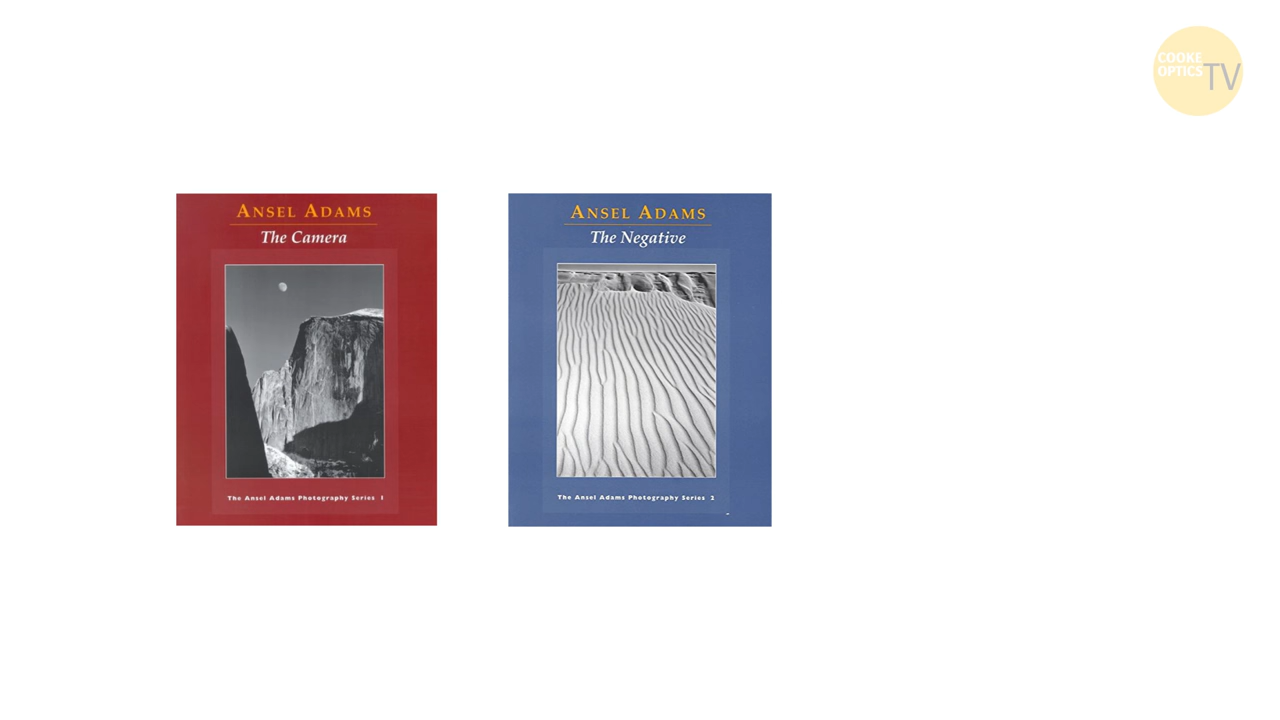 COOKE
OPTICS TV
ANSEL ADAMS
The Camera
The Ansel Adams Photography Series 1
ANSEL ADAMS
The Negative
The Ansel Adams Photography Series 2